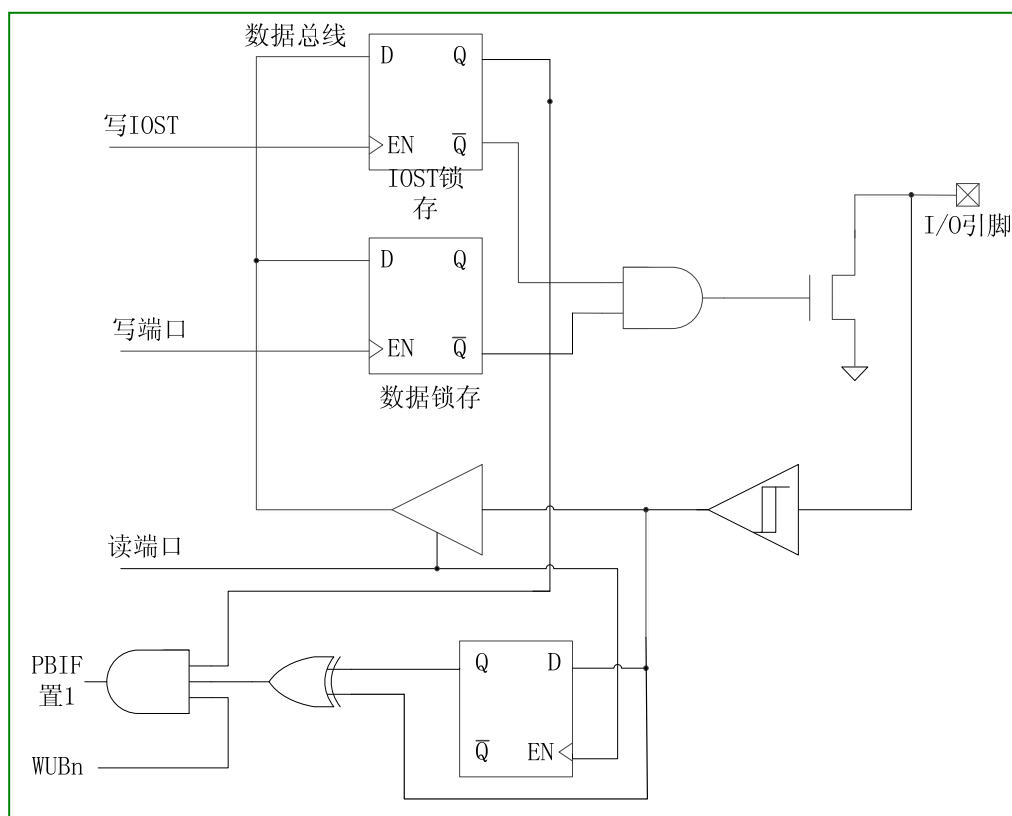 数据总线
D Q
写IOST
EN Q̅
IOST锁
存
I/O引脚
D Q
写端口
EN Q̅
数据锁存
读端口
PBIF
置1
Q D
Q̅ EN
WUBn